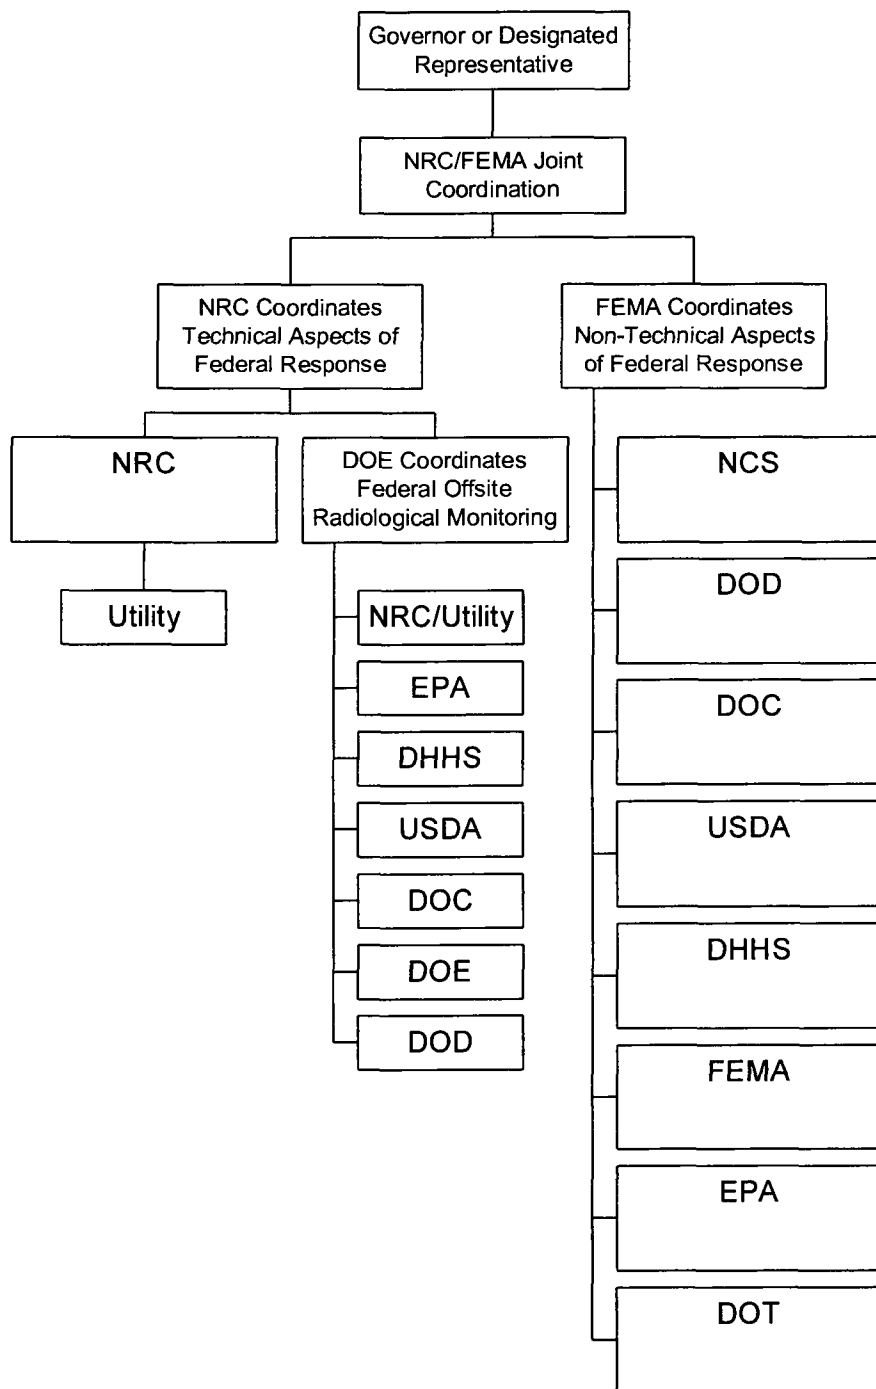 Governor or Designated
Representative
NRC/FEMA Joint
Coordination
NRC Coordinates
Technical Aspects of
Federal Response
FEMA Coordinates
Non-Technical Aspects
of Federal Response
NRC
DOE Coordinates
Federal Offsite
Radiological Monitoring
Utility
NRC/Utility
EPA
DHHS
USDA
DOC
DOE
DOD
NCS
DOD
DOC
USDA
DHHS
FEMA
EPA
DOT